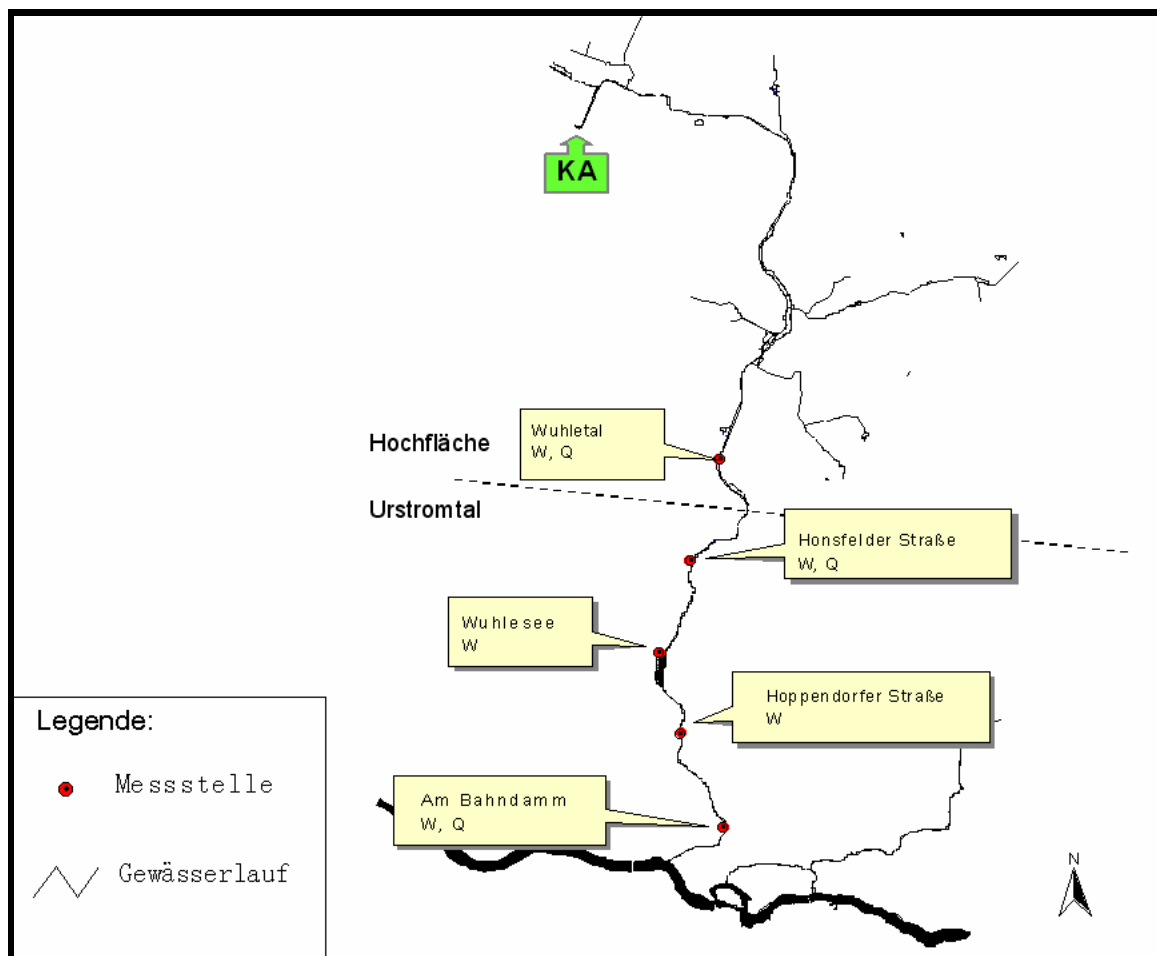 KA
Hochfläche
Wuhletal
W, Q
Urstromtal
Honsfelder Straße
W, Q
Wuhlesee
W
Hoppendorfer Straße
W
Am Bahndamm
W, Q
Legende:
Messstelle
Gewässerlauf
N